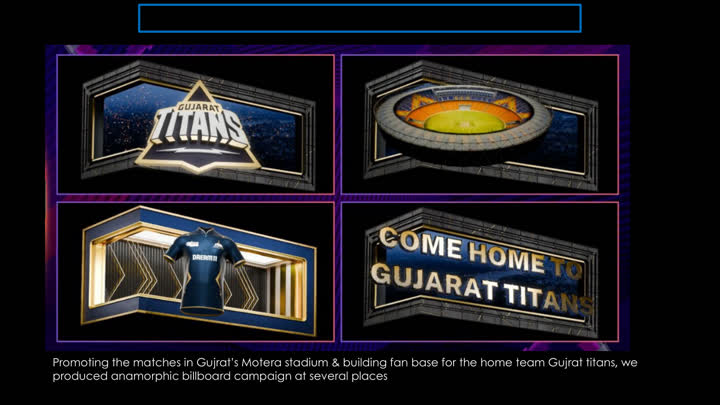 GUJARAT
TITANS
DREAM11
COME HOME TO
GUJARAT TITANS
Promoting the matches in Gujrat's Motera stadium & building fan base for the home team Gujrat titans, we
produced anamorphic billboard campaign at several places